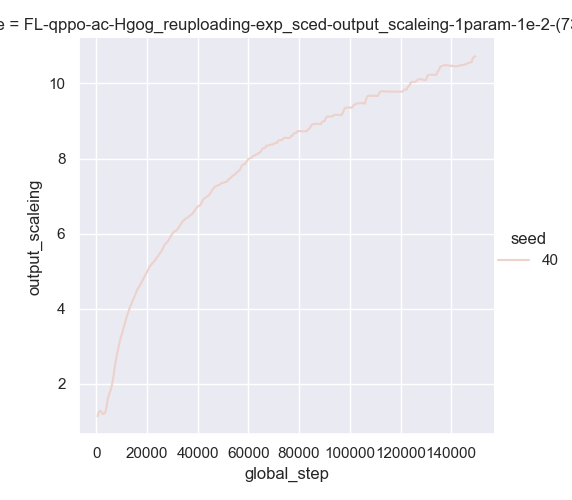 e = FL-qppo-ac-Hgog_reuploading-exp_sced-output_scaleing-1param-1e-2-(73
10
8
6
4
2
output_scaleing
seed
40
0 20000 40000 60000 80000 100000 120000 140000
global_step